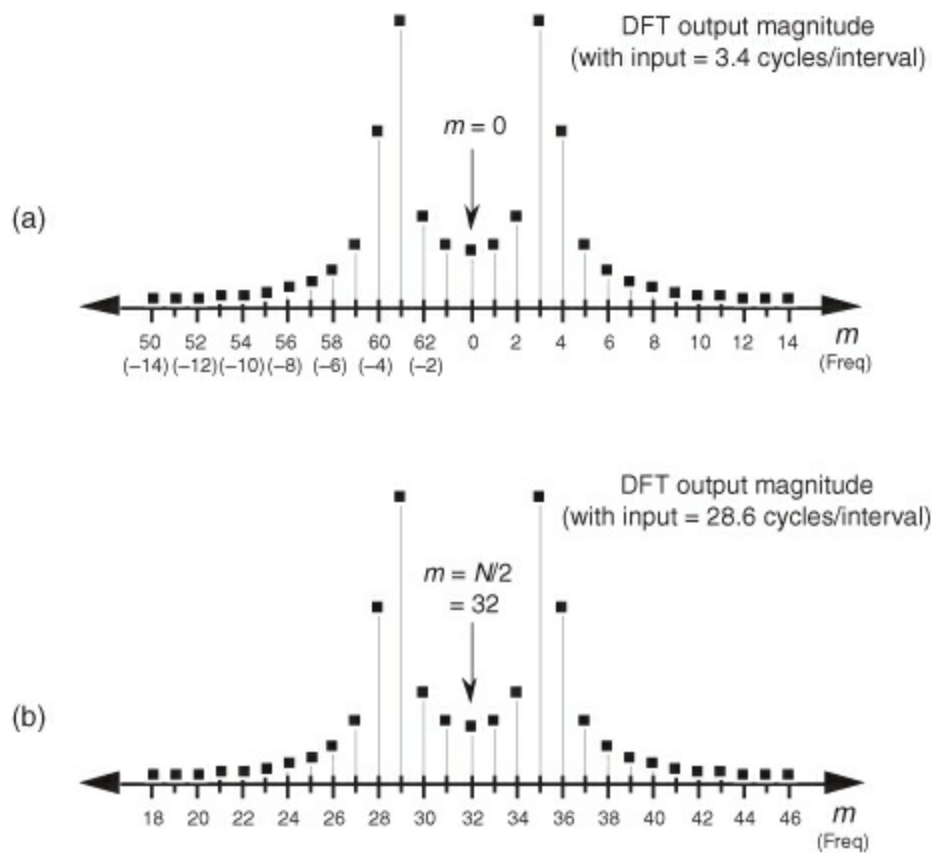 DFT output magnitude
(with input = 3.4 cycles/interval)
m = 0
(a)
50 52 54 56 58 60 62 0 2 4 6 8 10 12 14 m
(–14) (–12) (–10) (–8) (–6) (–4) (–2) (Freq)
DFT output magnitude
(with input = 28.6 cycles/interval)
m = N/2
= 32
(b)
18 20 22 24 26 28 30 32 34 36 38 40 42 44 46 m
(Freq)